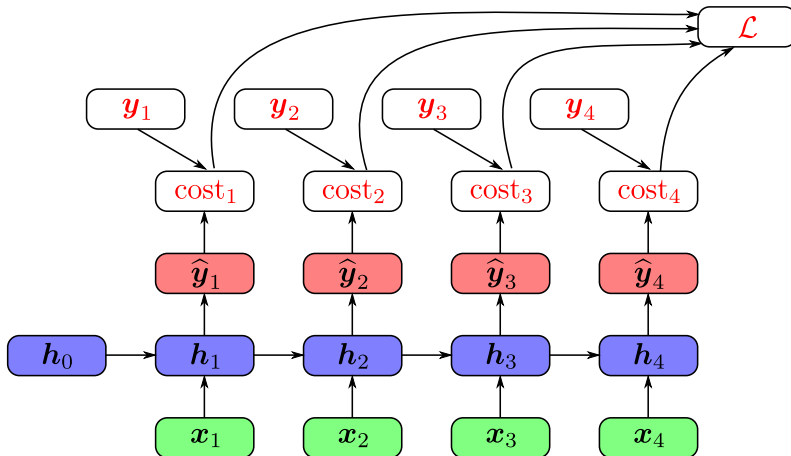 ℒ
y₁ y₂ y₃ y₄
cost₁ cost₂ cost₃ cost₄
ŷ₁ ŷ₂ ŷ₃ ŷ₄
h₀ h₁ h₂ h₃ h₄
x₁ x₂ x₃ x₄